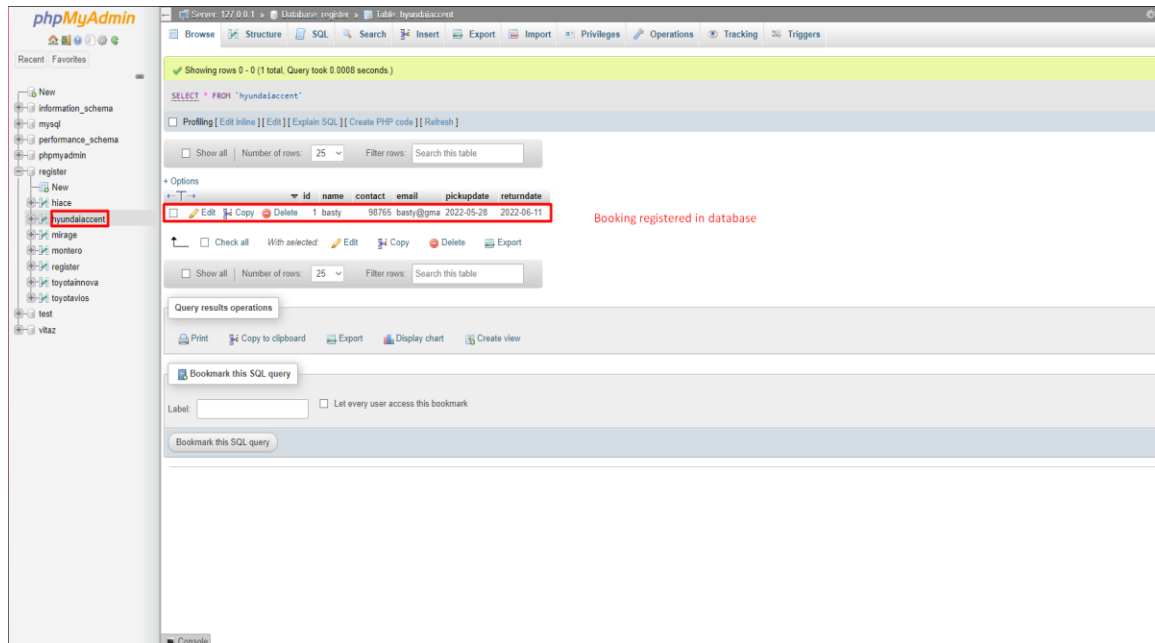 phpMyAdmin
Recent Favorites
New
information_schema
mysql
performance_schema
phpmyadmin
register
New
hiace
hyundaiaccent
mirage
montero
register
toyotainnova
toyotavios
test
vitaz
Server: 127.0.0.1 » Database: register » Table: hyundaiaccent
Browse Structure SQL Search Insert Export Import Privileges Operations Tracking Triggers
Showing rows 0 - 0 (1 total, Query took 0.0008 seconds.)
SELECT * FROM `hyundaiaccent`
Profiling [ Edit inline ] [ Edit ] [ Explain SQL ] [ Create PHP code ] [ Refresh ]
Show all Number of rows: 25 Filter rows: Search this table
+ Options
←T→ id name contact email pickupdate returndate
Edit Copy Delete 1 basty 98765 basty@gma 2022-05-28 2022-06-11
Booking registered in database
Check all With selected: Edit Copy Delete Export
Show all Number of rows: 25 Filter rows: Search this table
Query results operations
Print Copy to clipboard Export Display chart Create view
Bookmark this SQL query
Label: Let every user access this bookmark
Bookmark this SQL query
Console